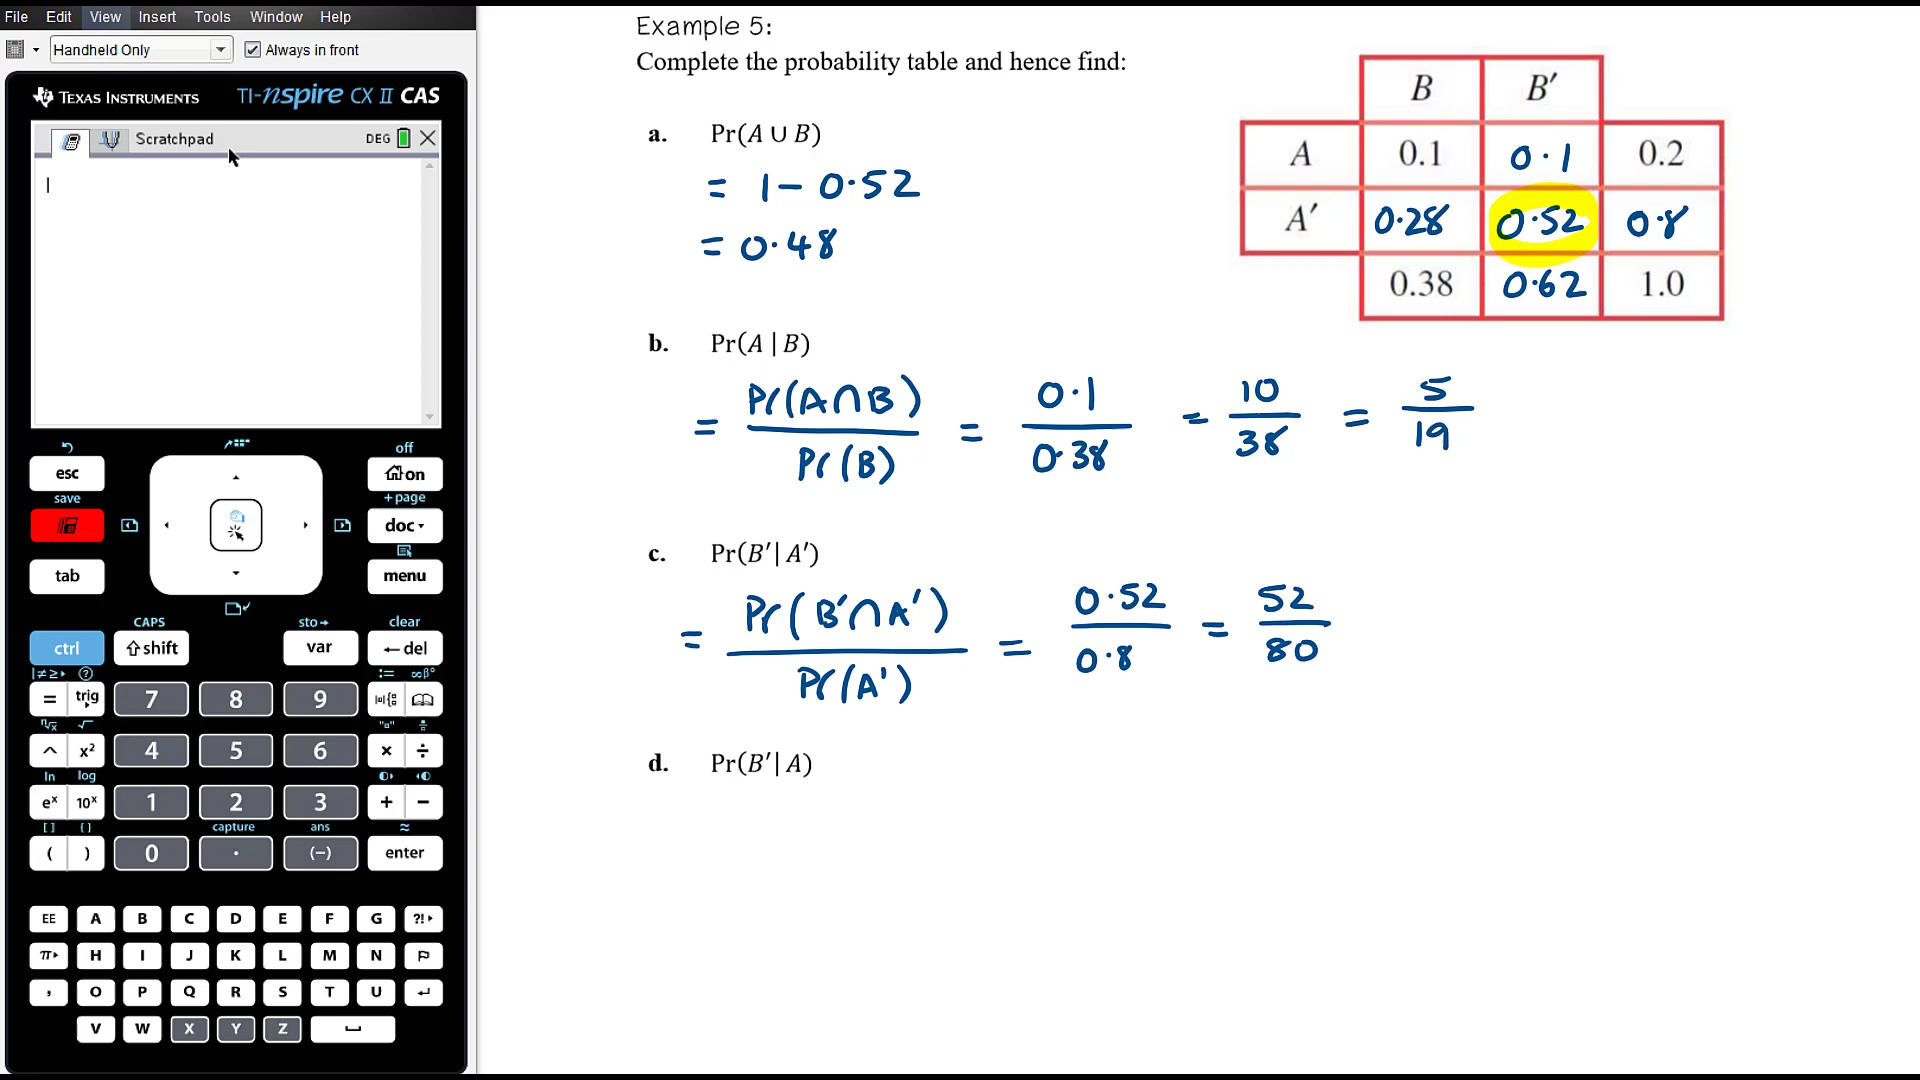 File Edit View Insert Tools Window Help
Handheld Only
Always in front
TEXAS INSTRUMENTS TI-nspire CX II CAS
Scratchpad DEG
off
esc on
save + page
doc
tab menu
CAPS sto→ clear
ctrl shift var ←del
|≠≥▸ ? := ∞β°
= trig 7 8 9 |▫|{▫
ⁿ√x √ "▫"
^ x² 4 5 6 × ÷
ln log
eˣ 10ˣ 1 2 3 + −
[ ] { } capture ans ≈
( ) 0 . (−) enter
EE A B C D E F G ?!▸
π▸ H I J K L M N
, O P Q R S T U ↵
V W X Y Z
Example 5:
Complete the probability table and hence find:
B B′
A 0.1 0.1 0.2
A′ 0.28 0.52 0.8
0.38 0.62 1.0
a. Pr(A ∪ B)
= 1 − 0.52
= 0.48
b. Pr(A | B)
= Pr(A∩B) / Pr(B) = 0.1 / 0.38 = 10 / 38 = 5 / 19
c. Pr(B′| A′)
= Pr(B′∩A′) / Pr(A′) = 0.52 / 0.8 = 52 / 80
d. Pr(B′| A)